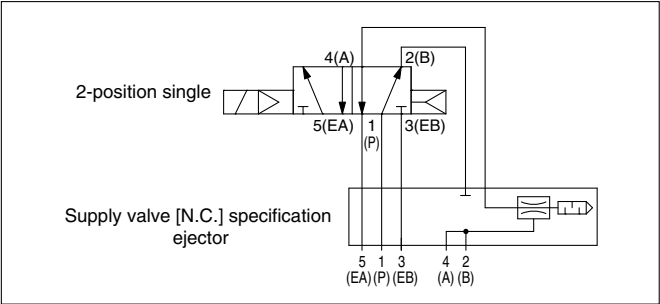 4(A) 2(B)
2-position single
5(EA) 1 3(EB)
(P)
Supply valve [N.C.] specification
ejector
5 1 3 4 2
(EA) (P) (EB) (A) (B)